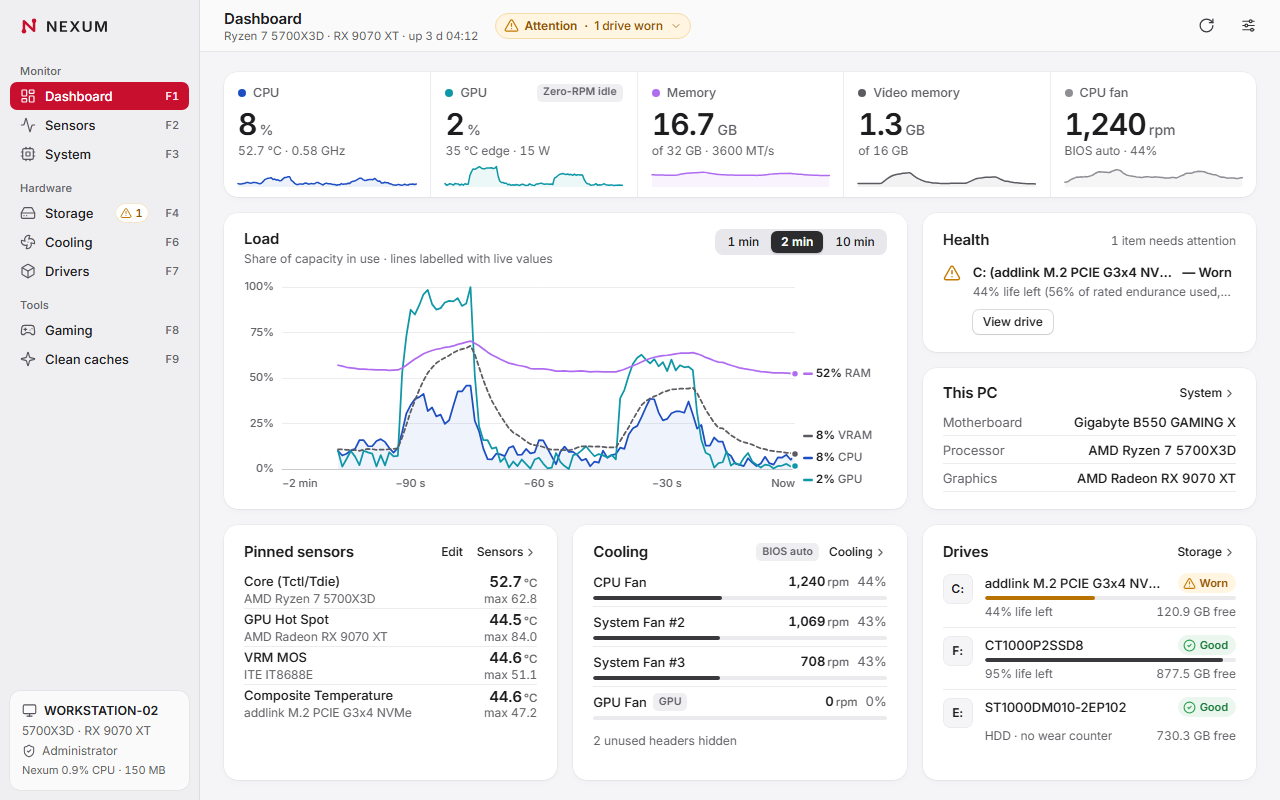 NEXUM
Monitor
Dashboard F1
Sensors F2
System F3
Hardware
Storage 1 F4
Cooling F6
Drivers F7
Tools
Gaming F8
Clean caches F9
WORKSTATION-02
5700X3D · RX 9070 XT
Administrator
Nexum 0.9% CPU · 150 MB
Dashboard
Ryzen 7 5700X3D · RX 9070 XT · up 3 d 04:12
Attention · 1 drive worn
CPU
8 %
52.7 °C · 0.58 GHz
GPU Zero-RPM idle
2 %
35 °C edge · 15 W
Memory
16.7 GB
of 32 GB · 3600 MT/s
Video memory
1.3 GB
of 16 GB
CPU fan
1,240 rpm
BIOS auto · 44%
Load
Share of capacity in use · lines labelled with live values
1 min 2 min 10 min
100%
75%
50%
25%
0%
−2 min −90 s −60 s −30 s Now
52% RAM
8% VRAM
8% CPU
2% GPU
Health 1 item needs attention
C: (addlink M.2 PCIE G3x4 NV... — Worn
44% life left (56% of rated endurance used,...
View drive
This PC System
Motherboard Gigabyte B550 GAMING X
Processor AMD Ryzen 7 5700X3D
Graphics AMD Radeon RX 9070 XT
Pinned sensors Edit Sensors
Core (Tctl/Tdie) 52.7 °C
AMD Ryzen 7 5700X3D max 62.8
GPU Hot Spot 44.5 °C
AMD Radeon RX 9070 XT max 84.0
VRM MOS 44.6 °C
ITE IT8688E max 51.1
Composite Temperature 44.6 °C
addlink M.2 PCIE G3x4 NVMe max 47.2
Cooling BIOS auto Cooling
CPU Fan 1,240 rpm 44%
System Fan #2 1,069 rpm 43%
System Fan #3 708 rpm 43%
GPU Fan GPU 0 rpm 0%
2 unused headers hidden
Drives Storage
C: addlink M.2 PCIE G3x4 NV... Worn
44% life left 120.9 GB free
F: CT1000P2SSD8 Good
95% life left 877.5 GB free
E: ST1000DM010-2EP102 Good
HDD · no wear counter 730.3 GB free